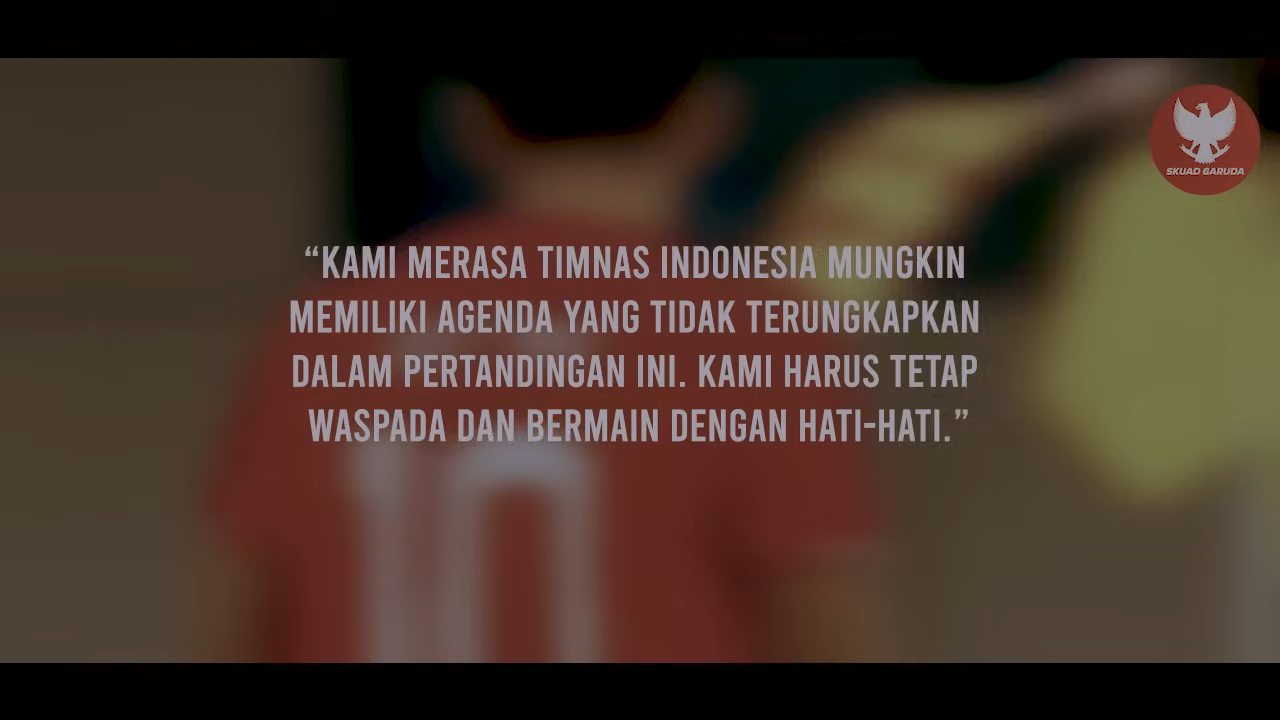 SKUAD GARUDA
“KAMI MERASA TIMNAS INDONESIA MUNGKIN
MEMILIKI AGENDA YANG TIDAK TERUNGKAPKAN
DALAM PERTANDINGAN INI. KAMI HARUS TETAP
WASPADA DAN BERMAIN DENGAN HATI-HATI.”
10